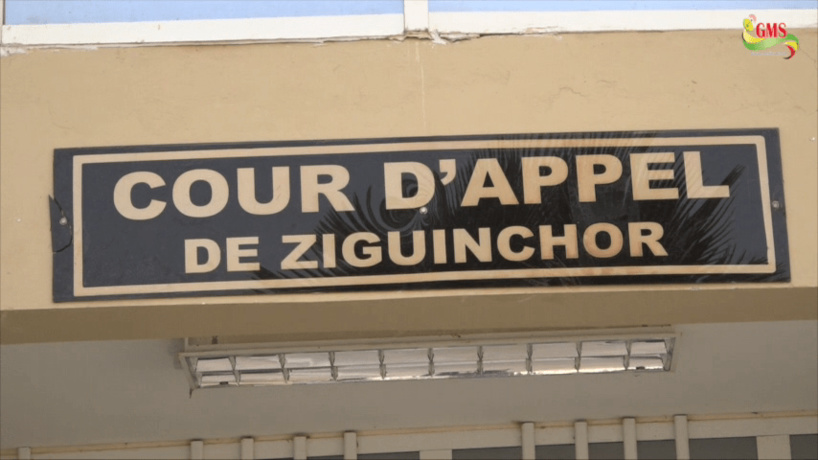 GMS
COUR D'APPEL
DE ZIGUINCHOR